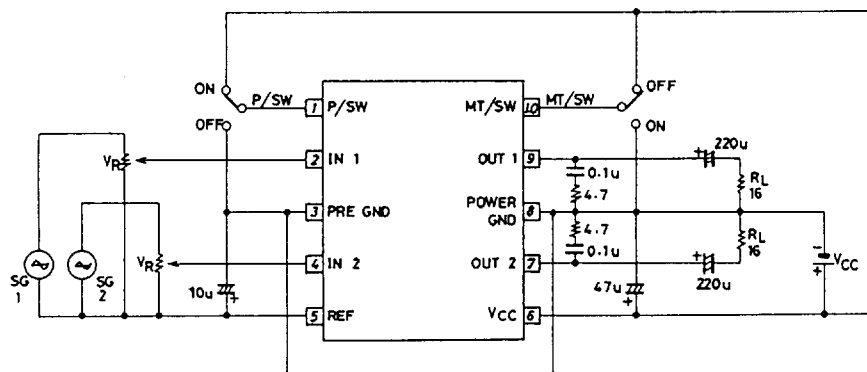 ON
P/SW
OFF
1 P/SW
MT/SW 10
MT/SW
OFF
ON
VR
2 IN 1
OUT 1 9
0.1u
4.7
+ 220u
RL
16
3 PRE GND
POWER
GND 8
4.7
0.1u
RL
16
- VCC +
SG
1
SG
2
VR
4 IN 2
OUT 2 7
+ 220u
10u +
47u +
5 REF
VCC 6